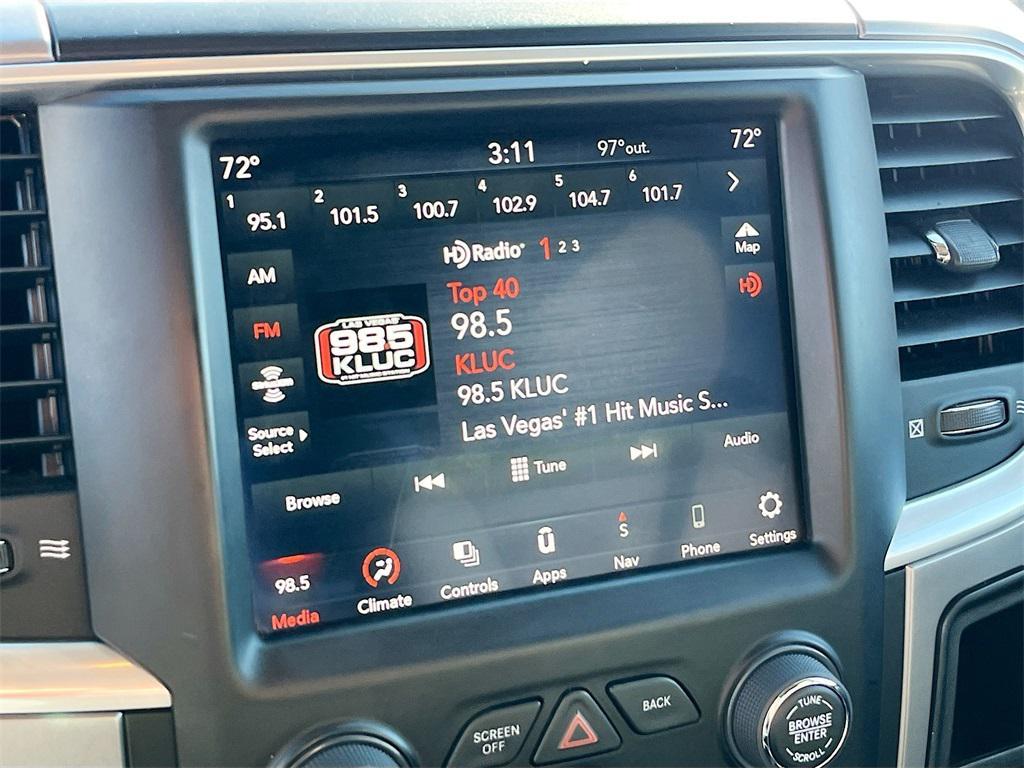 72° 3:11 97°out. 72°
1 95.1 2 101.5 3 100.7 4 102.9 5 104.7 6 101.7
HD Radio 1 2 3
Map
AM
Top 40
HD
98.5
FM
LAS VEGAS'
98.5
KLUC
KLUC
98.5 KLUC
Las Vegas' #1 Hit Music S...
Source
Select
Browse
Tune
Audio
98.5
Media
Climate
Controls
Apps
S
Nav
Phone
Settings
SCREEN
OFF
BACK
TUNE
BROWSE
ENTER
SCROLL